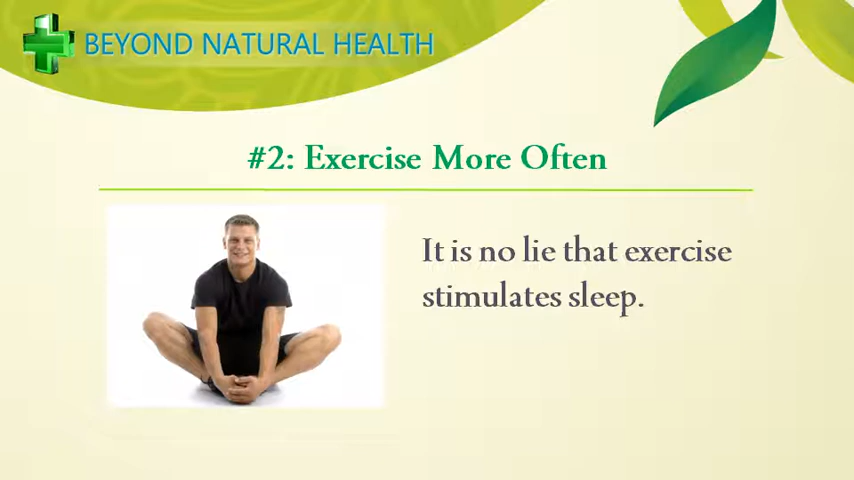 BEYOND NATURAL HEALTH
#2: Exercise More Often
It is no lie that exercise
stimulates sleep.